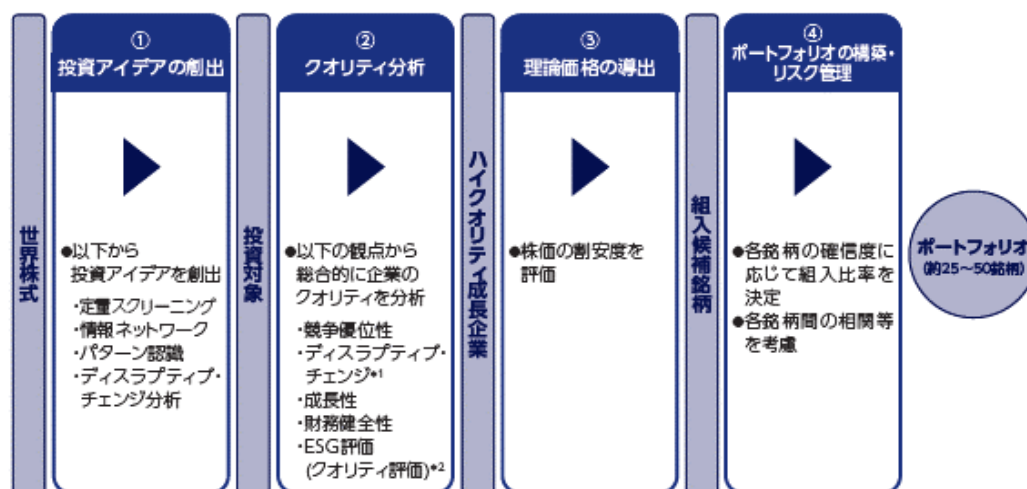 世界株式
①
投資アイデアの創出
●以下から
投資アイデアを創出
・定量スクリーニング
・情報ネットワーク
・パターン認識
・ディスラプティブ・
チェンジ分析
投資対象
②
クオリティ分析
●以下の観点から
総合的に企業の
クオリティを分析
・競争優位性
・ディスラプティブ・
チェンジ*1
・成長性
・財務健全性
・ESG評価
(クオリティ評価)*2
ハイクオリティ成長企業
③
理論価格の導出
●株価の割安度を
評価
組入候補銘柄
④
ポートフォリオの構築・
リスク管理
●各銘柄の確信度に
応じて組入比率を
決定
●各銘柄間の相関等
を考慮
ポートフォリオ
(約25～50銘柄)